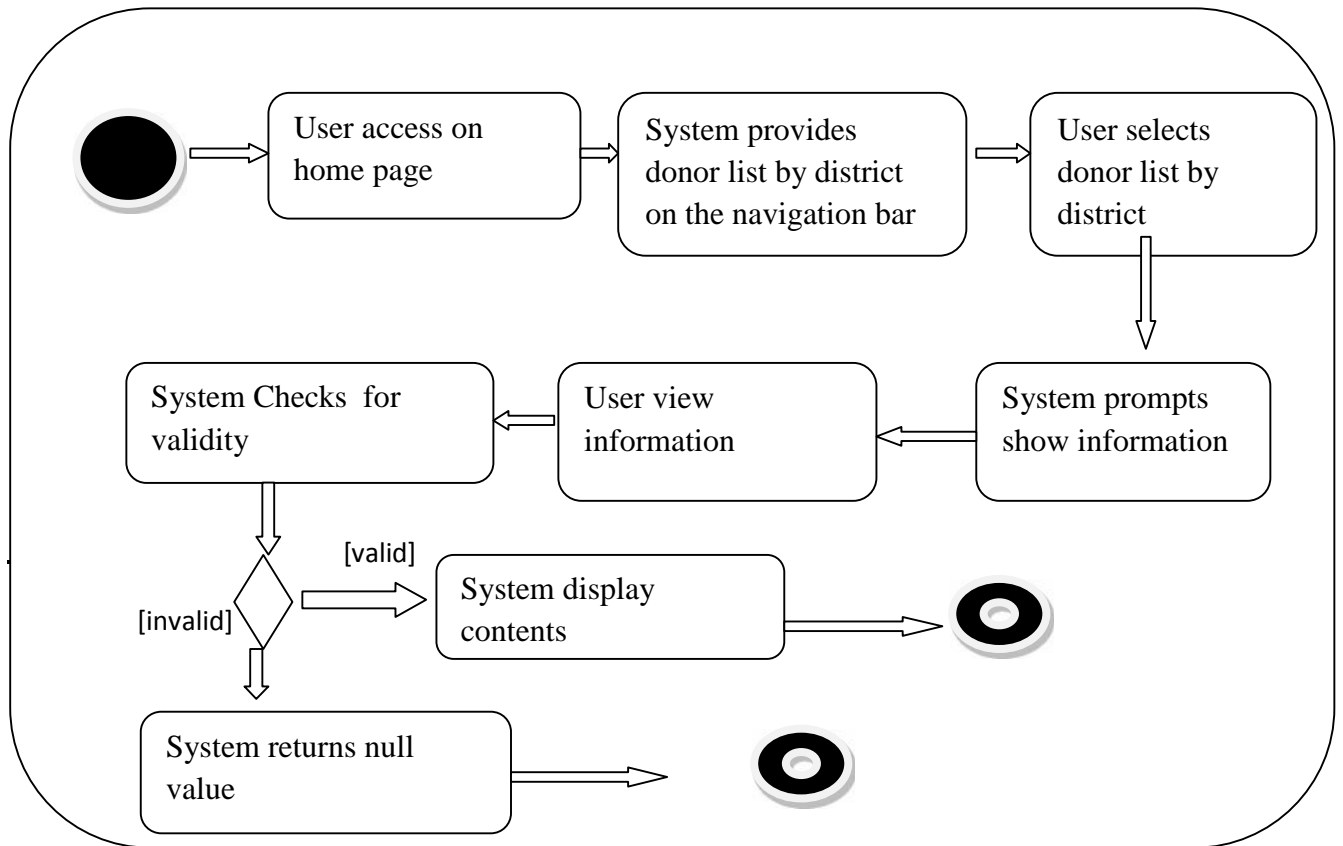 User access on
home page
System provides
donor list by district
on the navigation bar
User selects
donor list by
district
System Checks  for
validity
User view
information
System prompts
show information
[valid]
[invalid]
System display
contents
System returns null
value